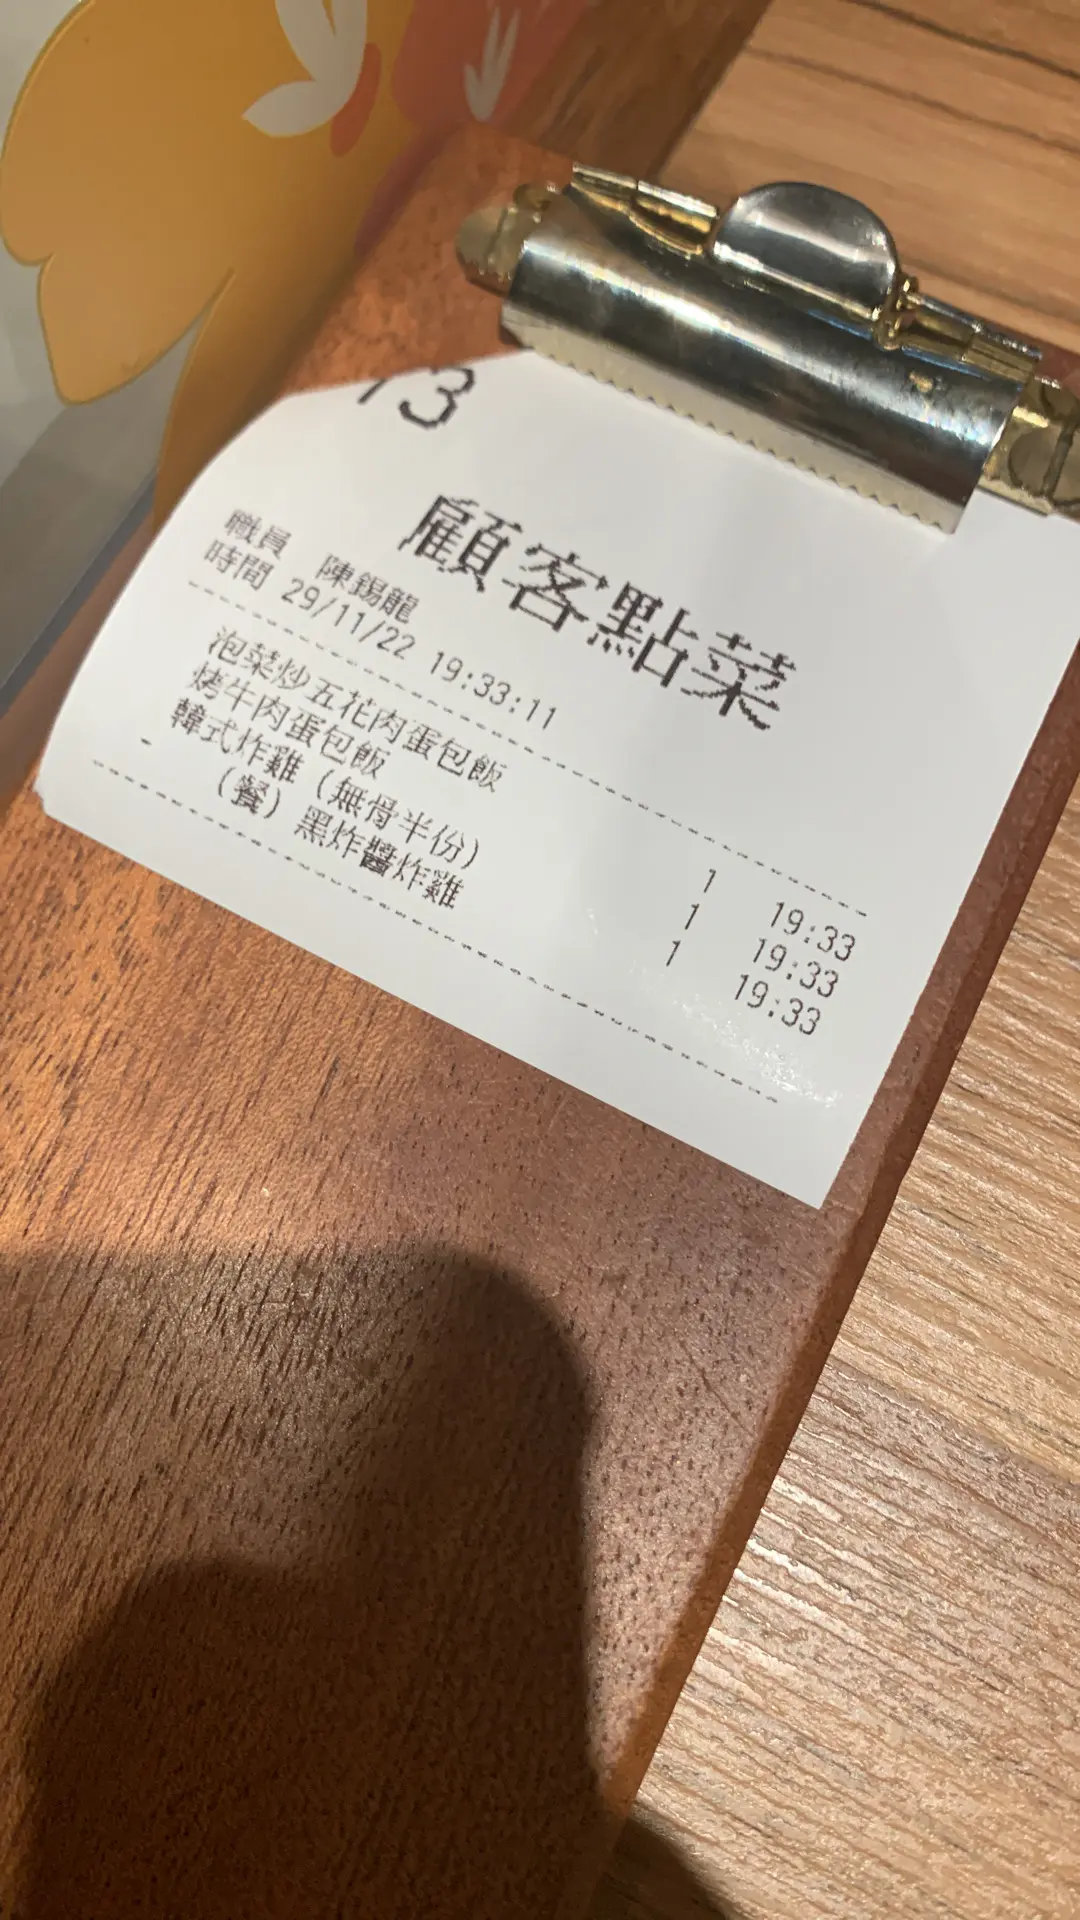 73
顧客點菜
職員 陳錫龍
時間 29/11/22 19:33:11
泡菜炒五花肉蛋包飯 1 19:33
烤牛肉蛋包飯 1 19:33
韓式炸雞 (無骨半份) 1 19:33
- (餐) 黑炸醬炸雞